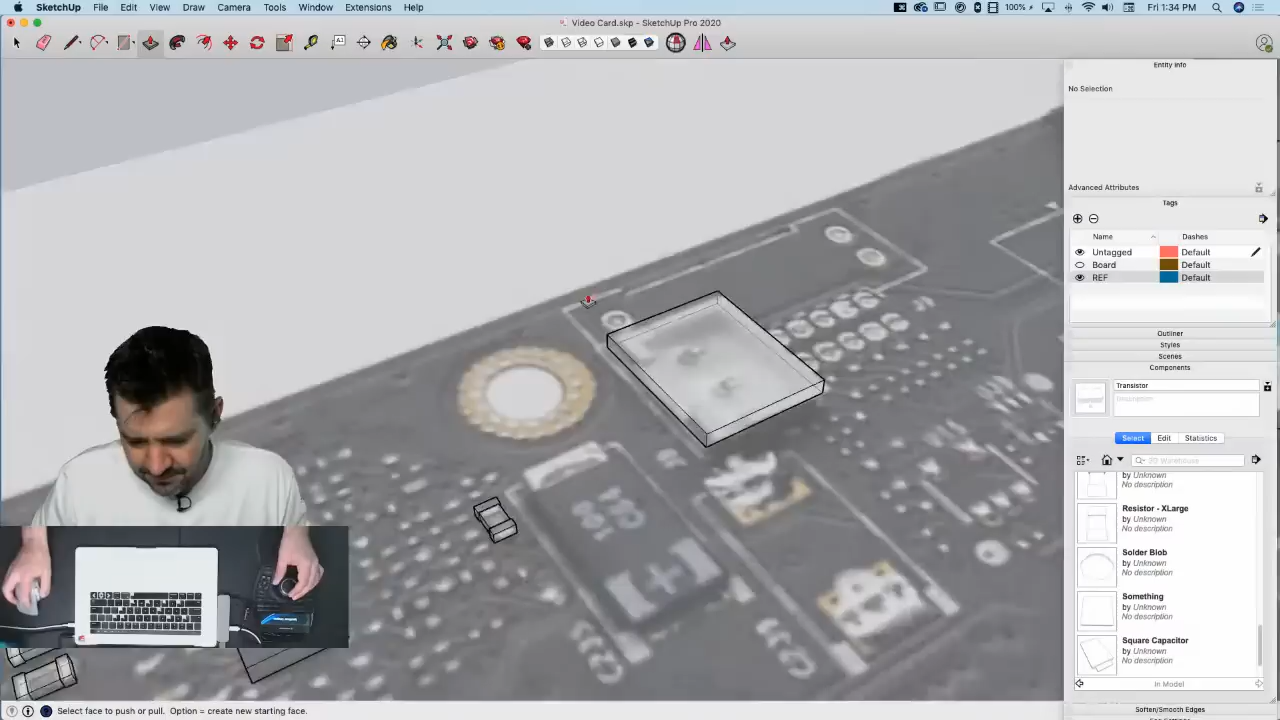 SketchUp File Edit View Draw Camera Tools Window Extensions Help 100% Fri 1:34 PM
Video Card.skp - SketchUp Pro 2020
Entity Info
No Selection
Advanced Attributes
Tags
Name Dashes
Untagged Default
Board Default
REF Default
Outliner
Styles
Scenes
Components
Transistor
Description
Select Edit Statistics
3D Warehouse
by Unknown
No description
Resistor - XLarge
by Unknown
No description
Solder Blob
by Unknown
No description
Something
by Unknown
No description
Square Capacitor
by Unknown
No description
In Model
Soften/Smooth Edges
Select face to push or pull. Option = create new starting face.